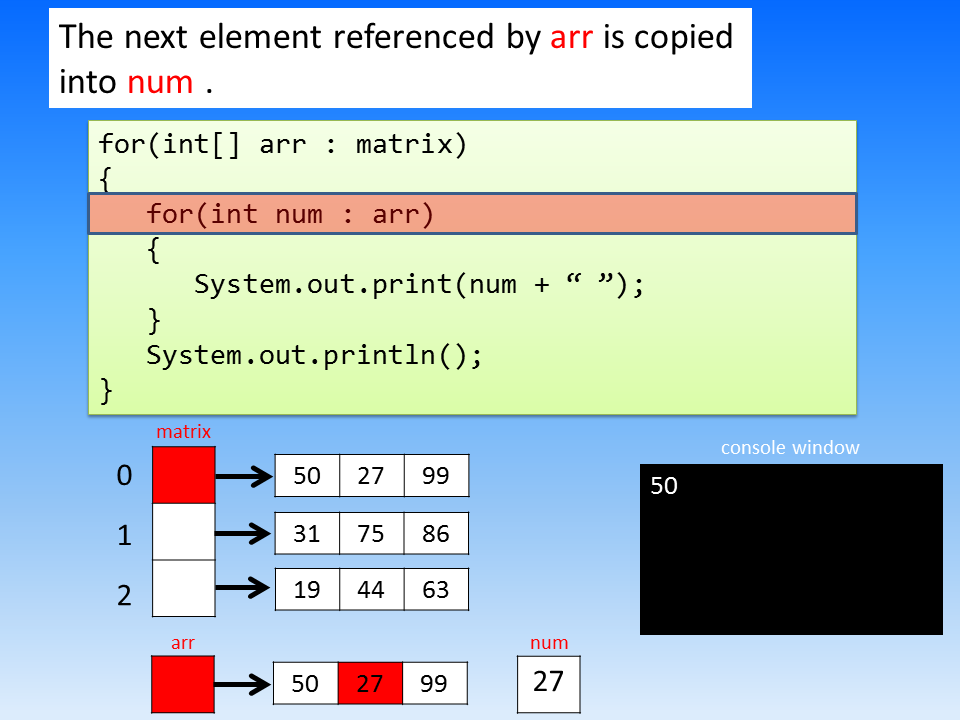 The next element referenced by arr is copied
into num .
for(int[] arr : matrix)
{
for(int num : arr)
{
System.out.print(num + “ ”);
}
System.out.println();
}
matrix
console window
0
50 27 99
50
1
31 75 86
2
19 44 63
arr
num
50 27 99
27